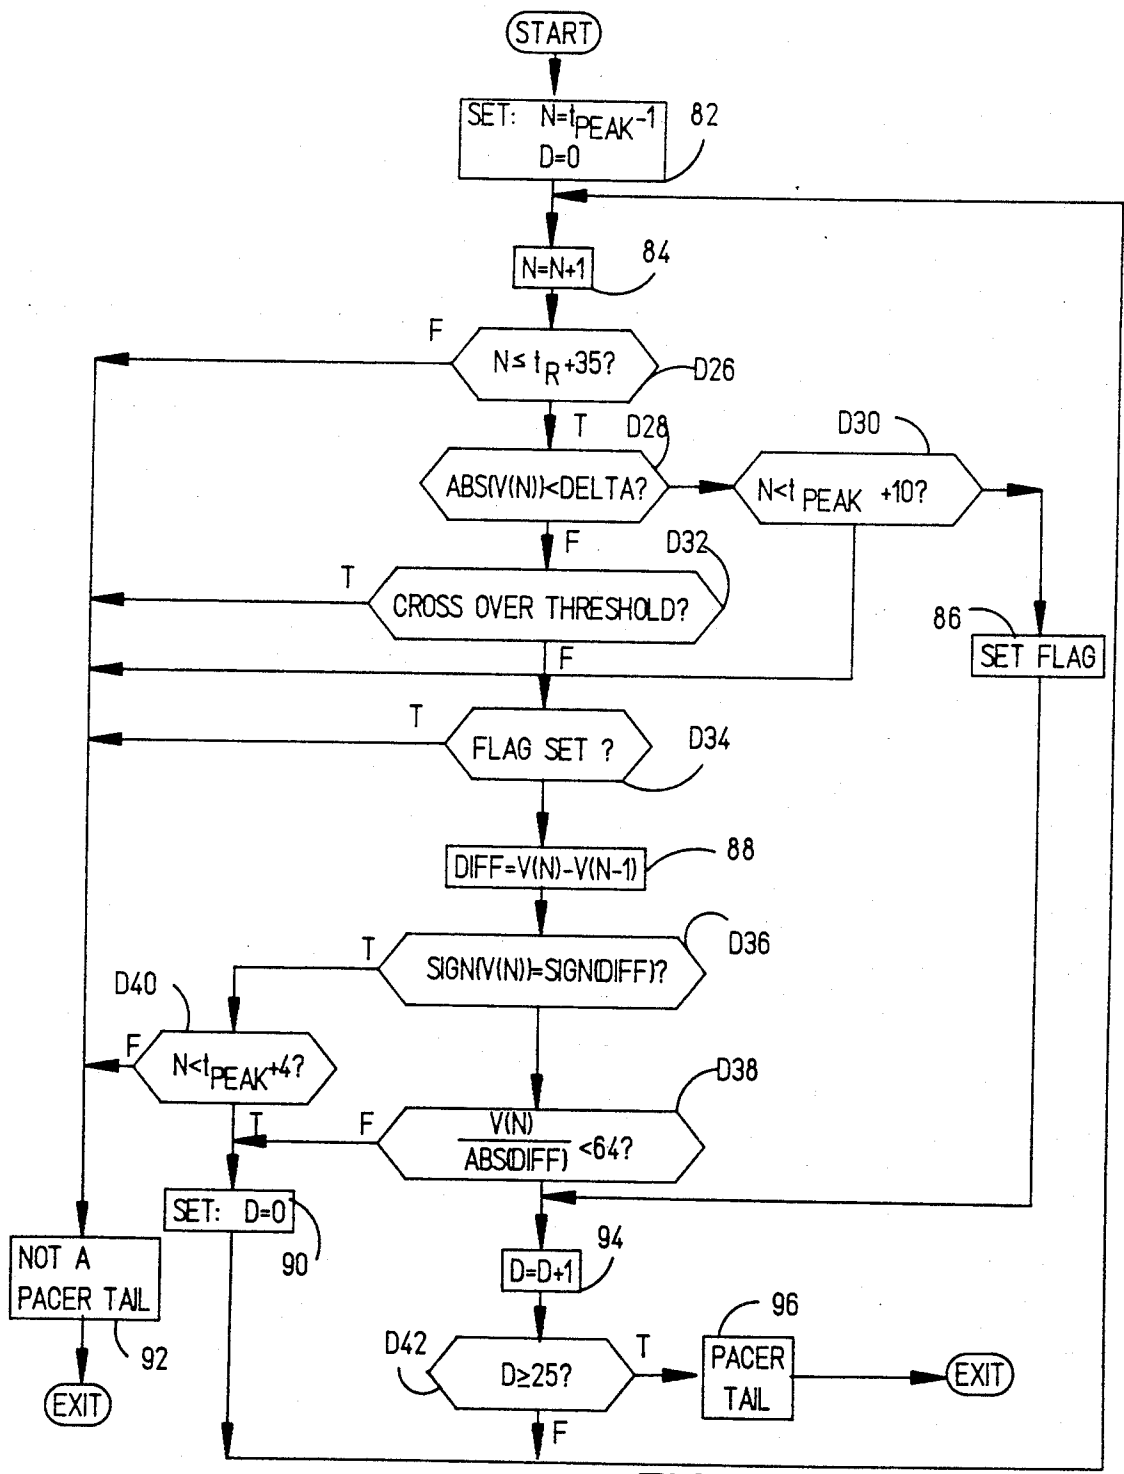 START
SET: N=tPEAK-1
D=0
82
N=N+1
84
F
N≤ tR+35?
D26
T
D28
D30
ABS(V(N))<DELTA?
N<tPEAK +10?
F
D32
T
CROSS OVER THRESHOLD?
86
SET FLAG
F
T
FLAG SET ?
D34
DIFF=V(N)-V(N-1)
88
T
SIGN(V(N))=SIGN(DIFF)?
D36
D40
F
N<tPEAK+4?
D38
T
F
V(N)
ABS(DIFF) <64?
SET: D=0
90
94
NOT A
PACER TAIL
D=D+1
92
96
D42
D≥25?
T
PACER
TAIL
EXIT
EXIT
F